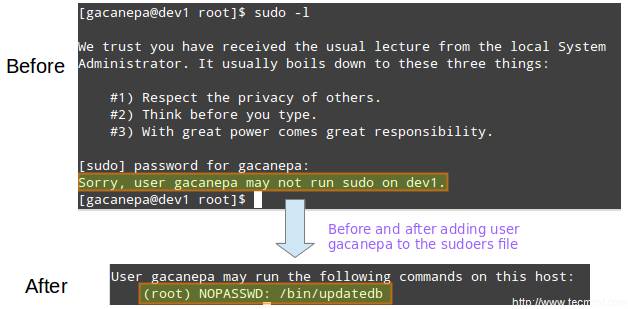 [gacanepa@dev1 root]$ sudo -l
We trust you have received the usual lecture from the local System
Administrator. It usually boils down to these three things:
#1) Respect the privacy of others.
#2) Think before you type.
#3) With great power comes great responsibility.
[sudo] password for gacanepa:
Sorry, user gacanepa may not run sudo on dev1.
[gacanepa@dev1 root]$
Before
Before and after adding user
gacanepa to the sudoers file
After
User gacanepa may run the following commands on this host:
(root) NOPASSWD: /bin/updatedb